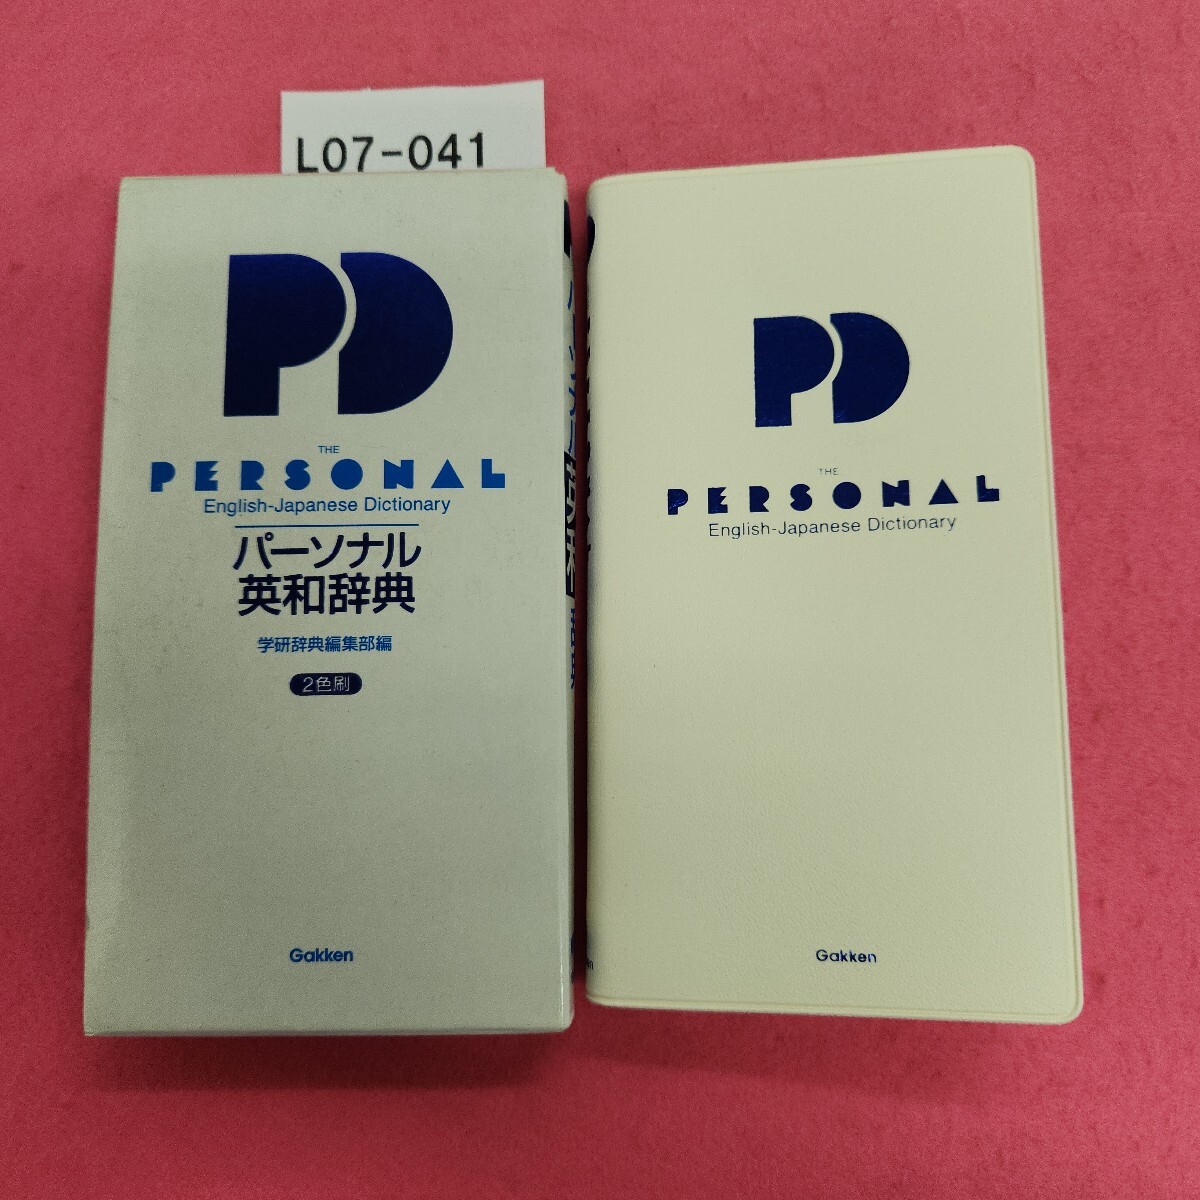 L07-041
PD
THE
PERSONAL
English-Japanese Dictionary
パーソナル
英和辞典
学研辞典編集部編
2色刷
Gakken
PD
THE
PERSONAL
English-Japanese Dictionary
Gakken